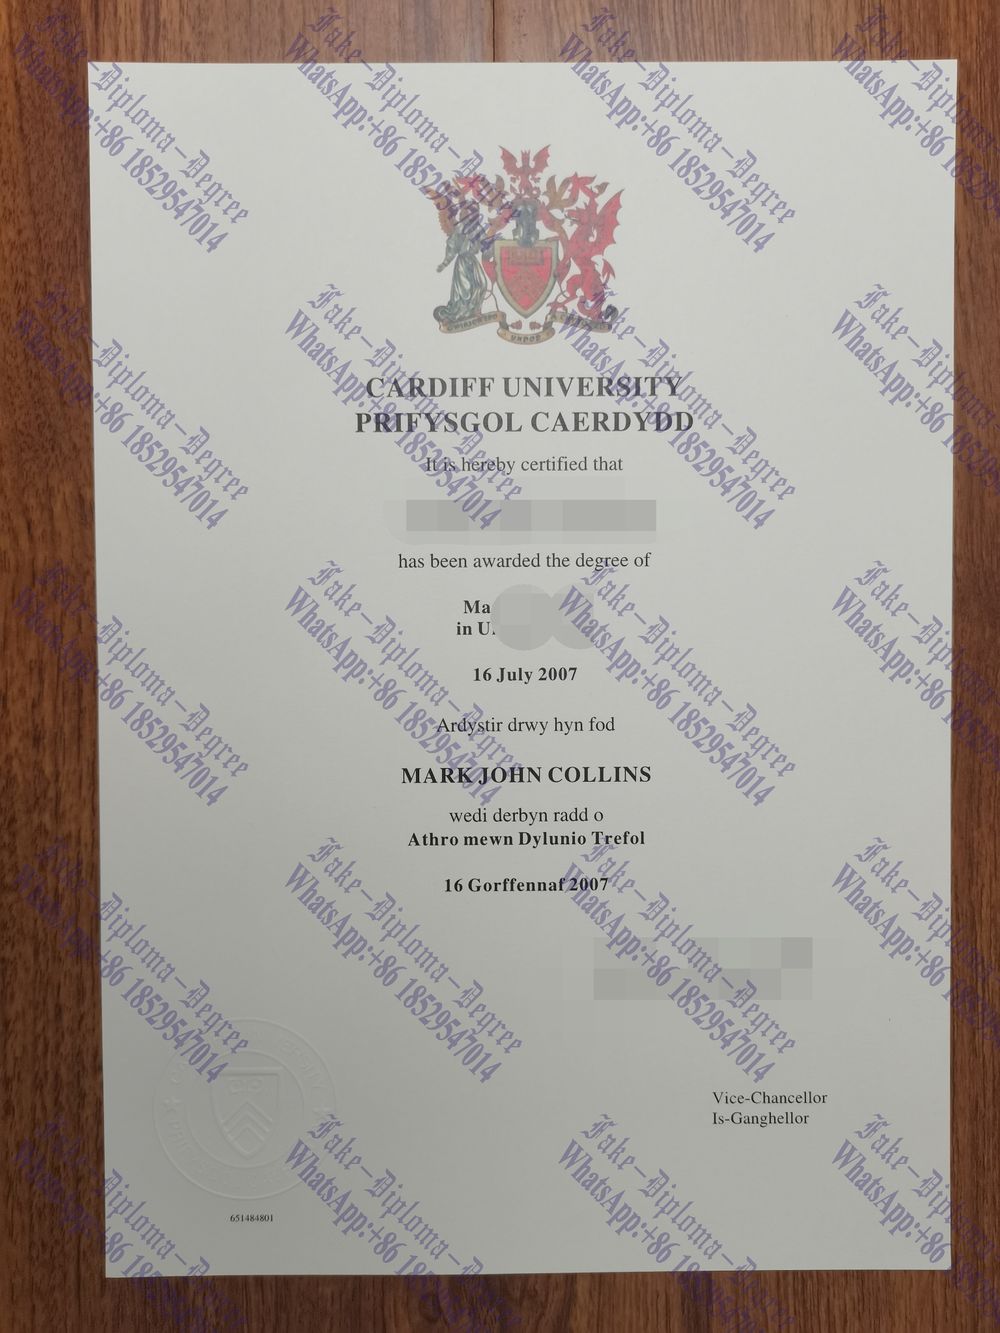 CARDIFF UNIVERSITY
PRIFYSGOL CAERDYDD
It is hereby certified that
has been awarded the degree of
16 July 2007
Ardystir drwy hyn fod
MARK JOHN COLLINS
wedi derbyn radd o
Athro mewn Dylunio Trefol
16 Gorffennaf 2007
Vice-Chancellor
Is-Ganghellor
651484801
Fake-Diploma-Degree
WhatsApp:+86 18529547014